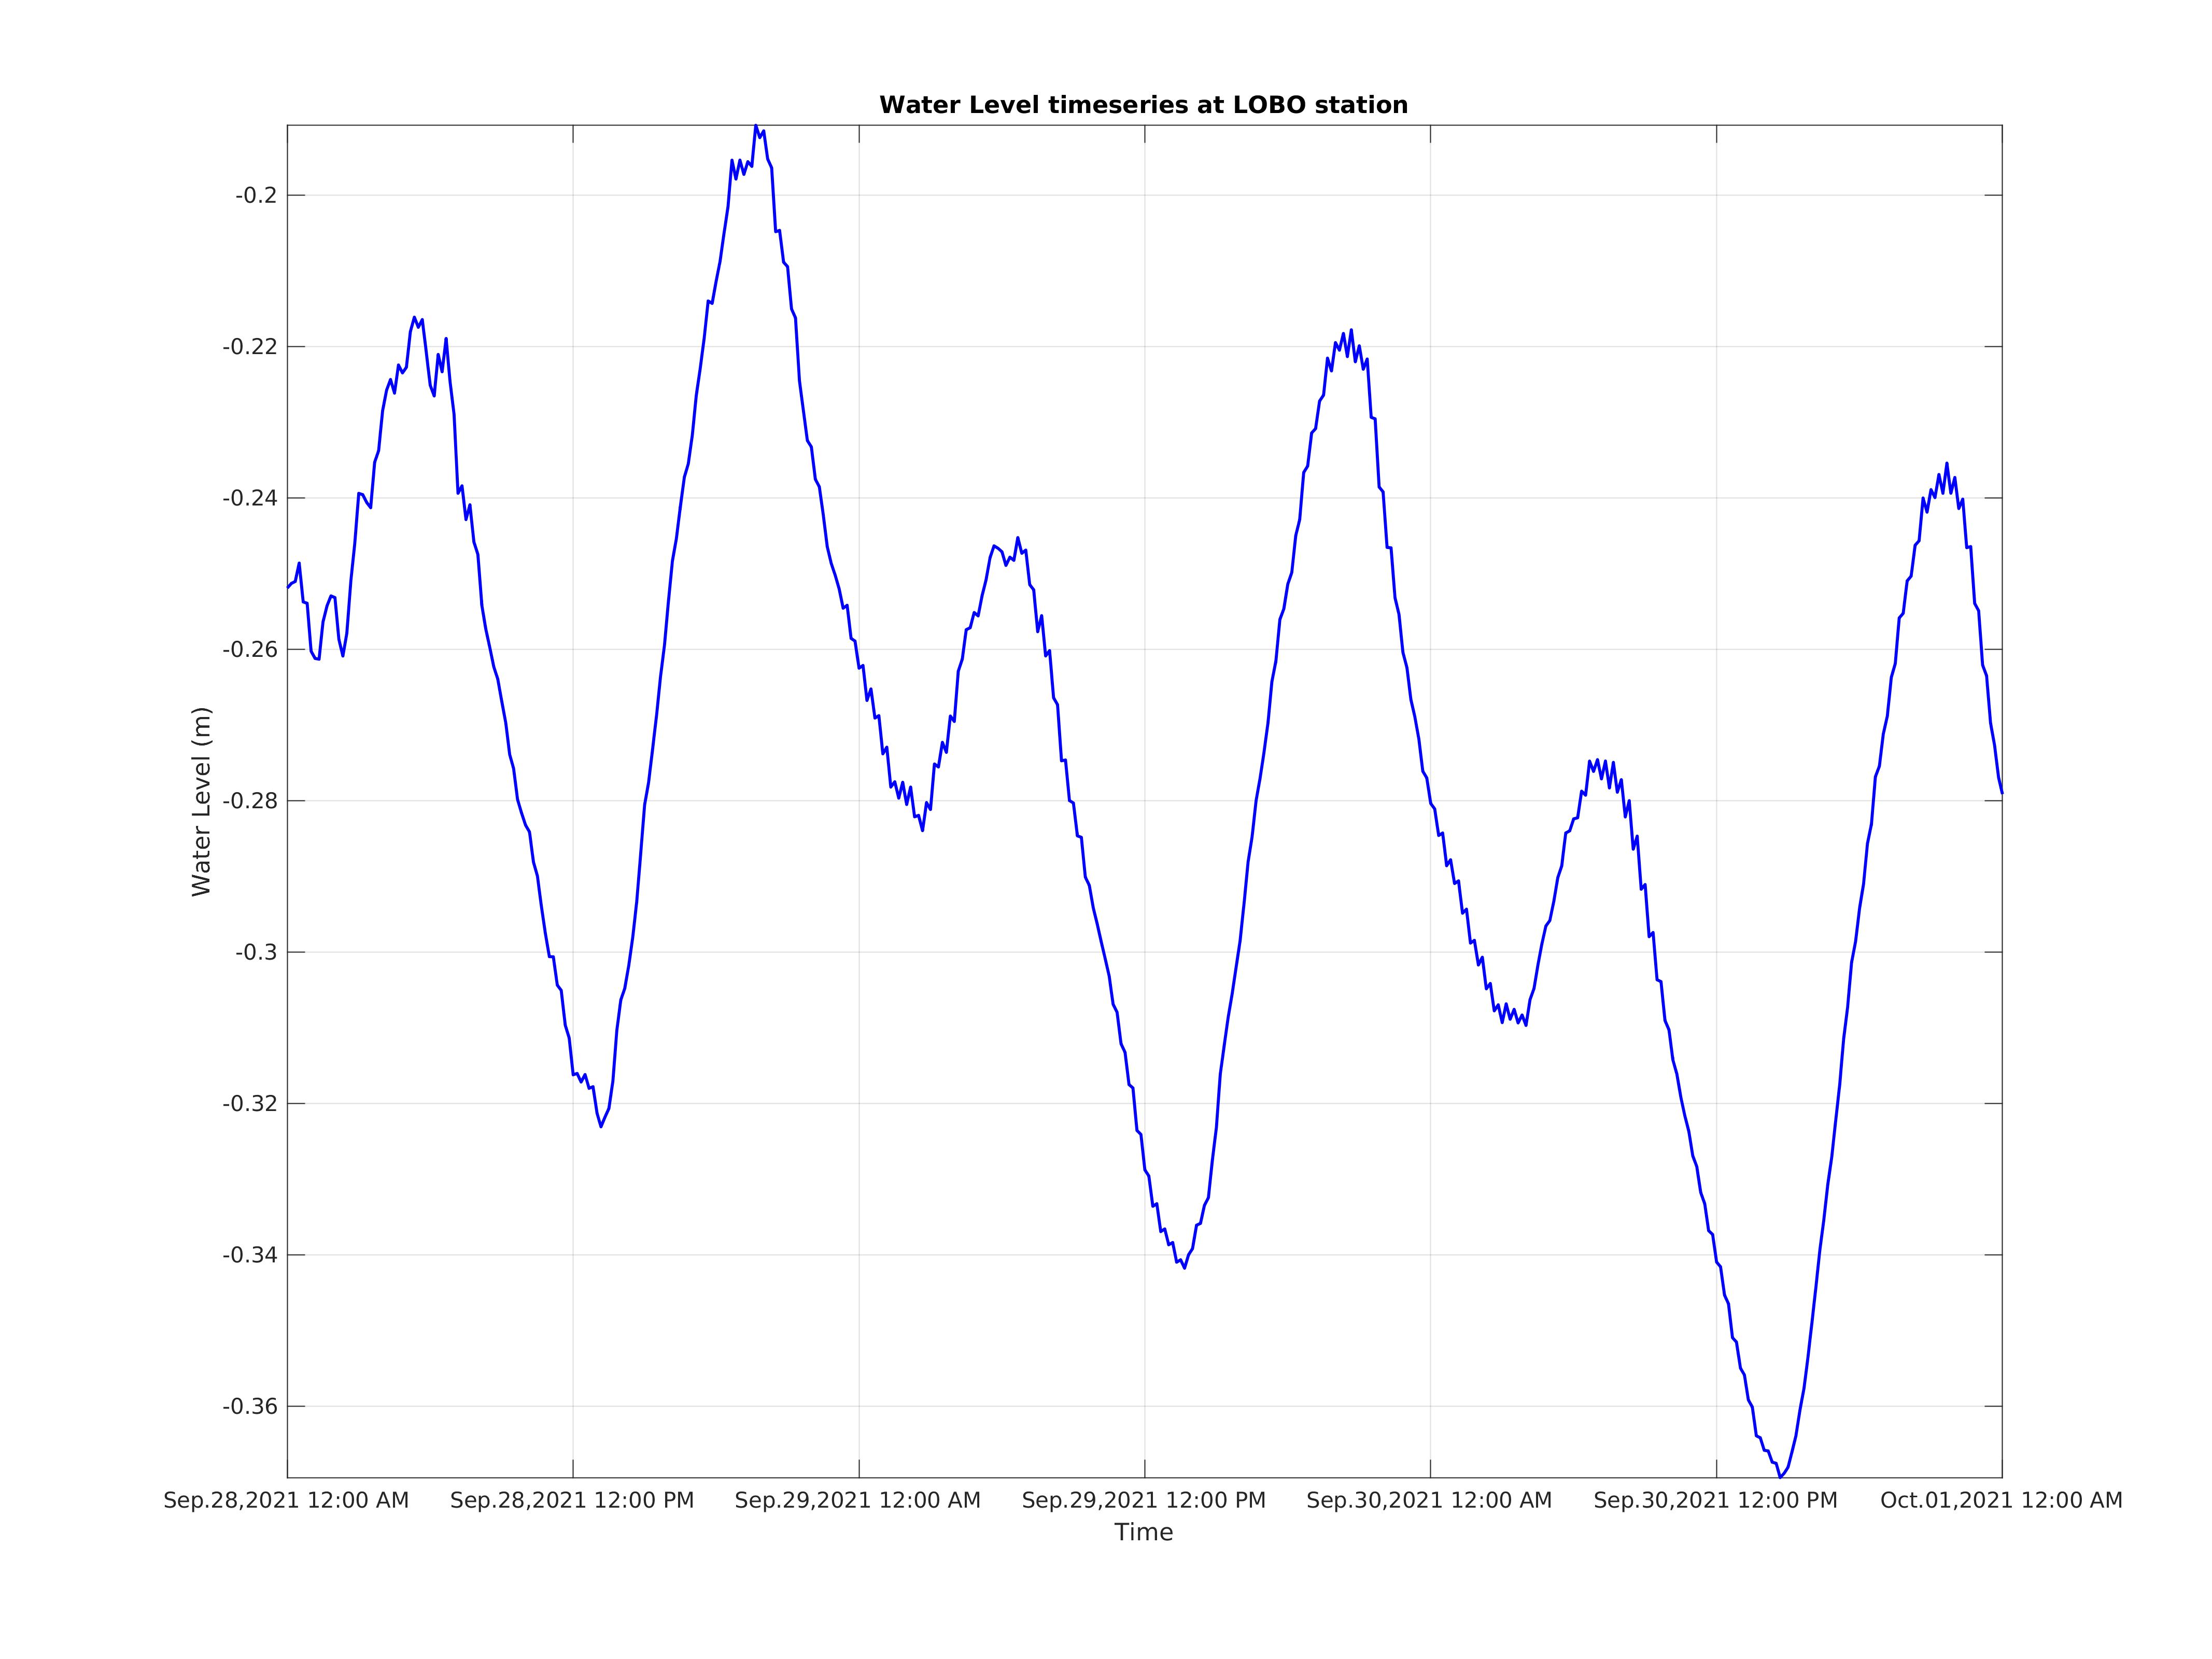 Water Level timeseries at LOBO station
-0.2
-0.22
-0.24
-0.26
-0.28
-0.3
-0.32
-0.34
-0.36
Water Level (m)
Sep.28,2021 12:00 AM Sep.28,2021 12:00 PM Sep.29,2021 12:00 AM Sep.29,2021 12:00 PM Sep.30,2021 12:00 AM Sep.30,2021 12:00 PM Oct.01,2021 12:00 AM
Time